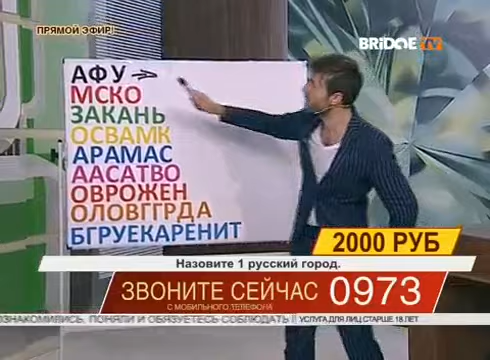 ПРЯМОЙ ЭФИР!
BRIDGE TV
АФУ
МСКО
ЗАКАНЬ
ОСВАМК
АРАМАС
ААСАТВО
ОВРОЖЕН
ОЛОВГГРДА
БГРУЕКАРЕНИТ
2000 РУБ
Назовите 1 русский город.
ЗВОНИТЕ СЕЙЧАС 0973
С МОБИЛЬНОГО ТЕЛЕФОНА
ОЗНАКОМИЛИСЬ, ПОНЯЛИ И ОБЯЗУЕТЕСЬ СОБЛЮДАТЬ || УСЛУГА ДЛЯ ЛИЦ СТАРШЕ 18 ЛЕТ